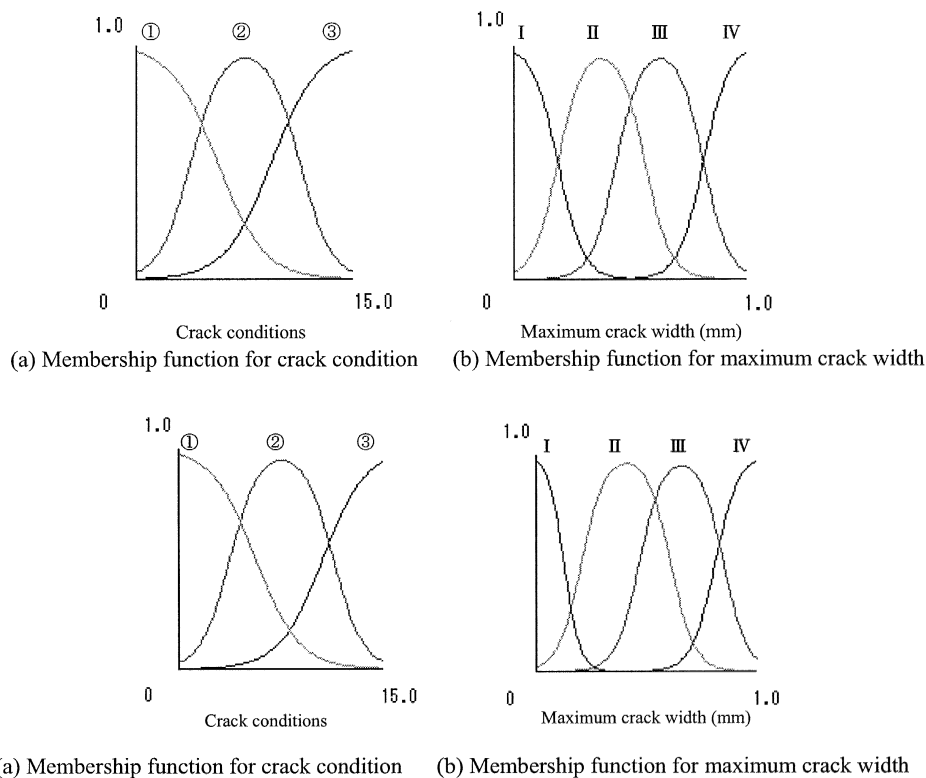 1.0 ① ② ③
0 15.0
Crack conditions
(a) Membership function for crack condition
1.0 Ⅰ Ⅱ Ⅲ Ⅳ
0 1.0
Maximum crack width (mm)
(b) Membership function for maximum crack width
1.0 ① ② ③
0 15.0
Crack conditions
(a) Membership function for crack condition
1.0 Ⅰ Ⅱ Ⅲ Ⅳ
0 1.0
Maximum crack width (mm)
(b) Membership function for maximum crack width